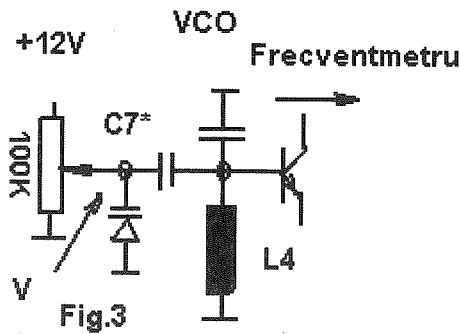 VCO
+12V
Frecventmetru
C7*
100K
L4
V
Fig.3